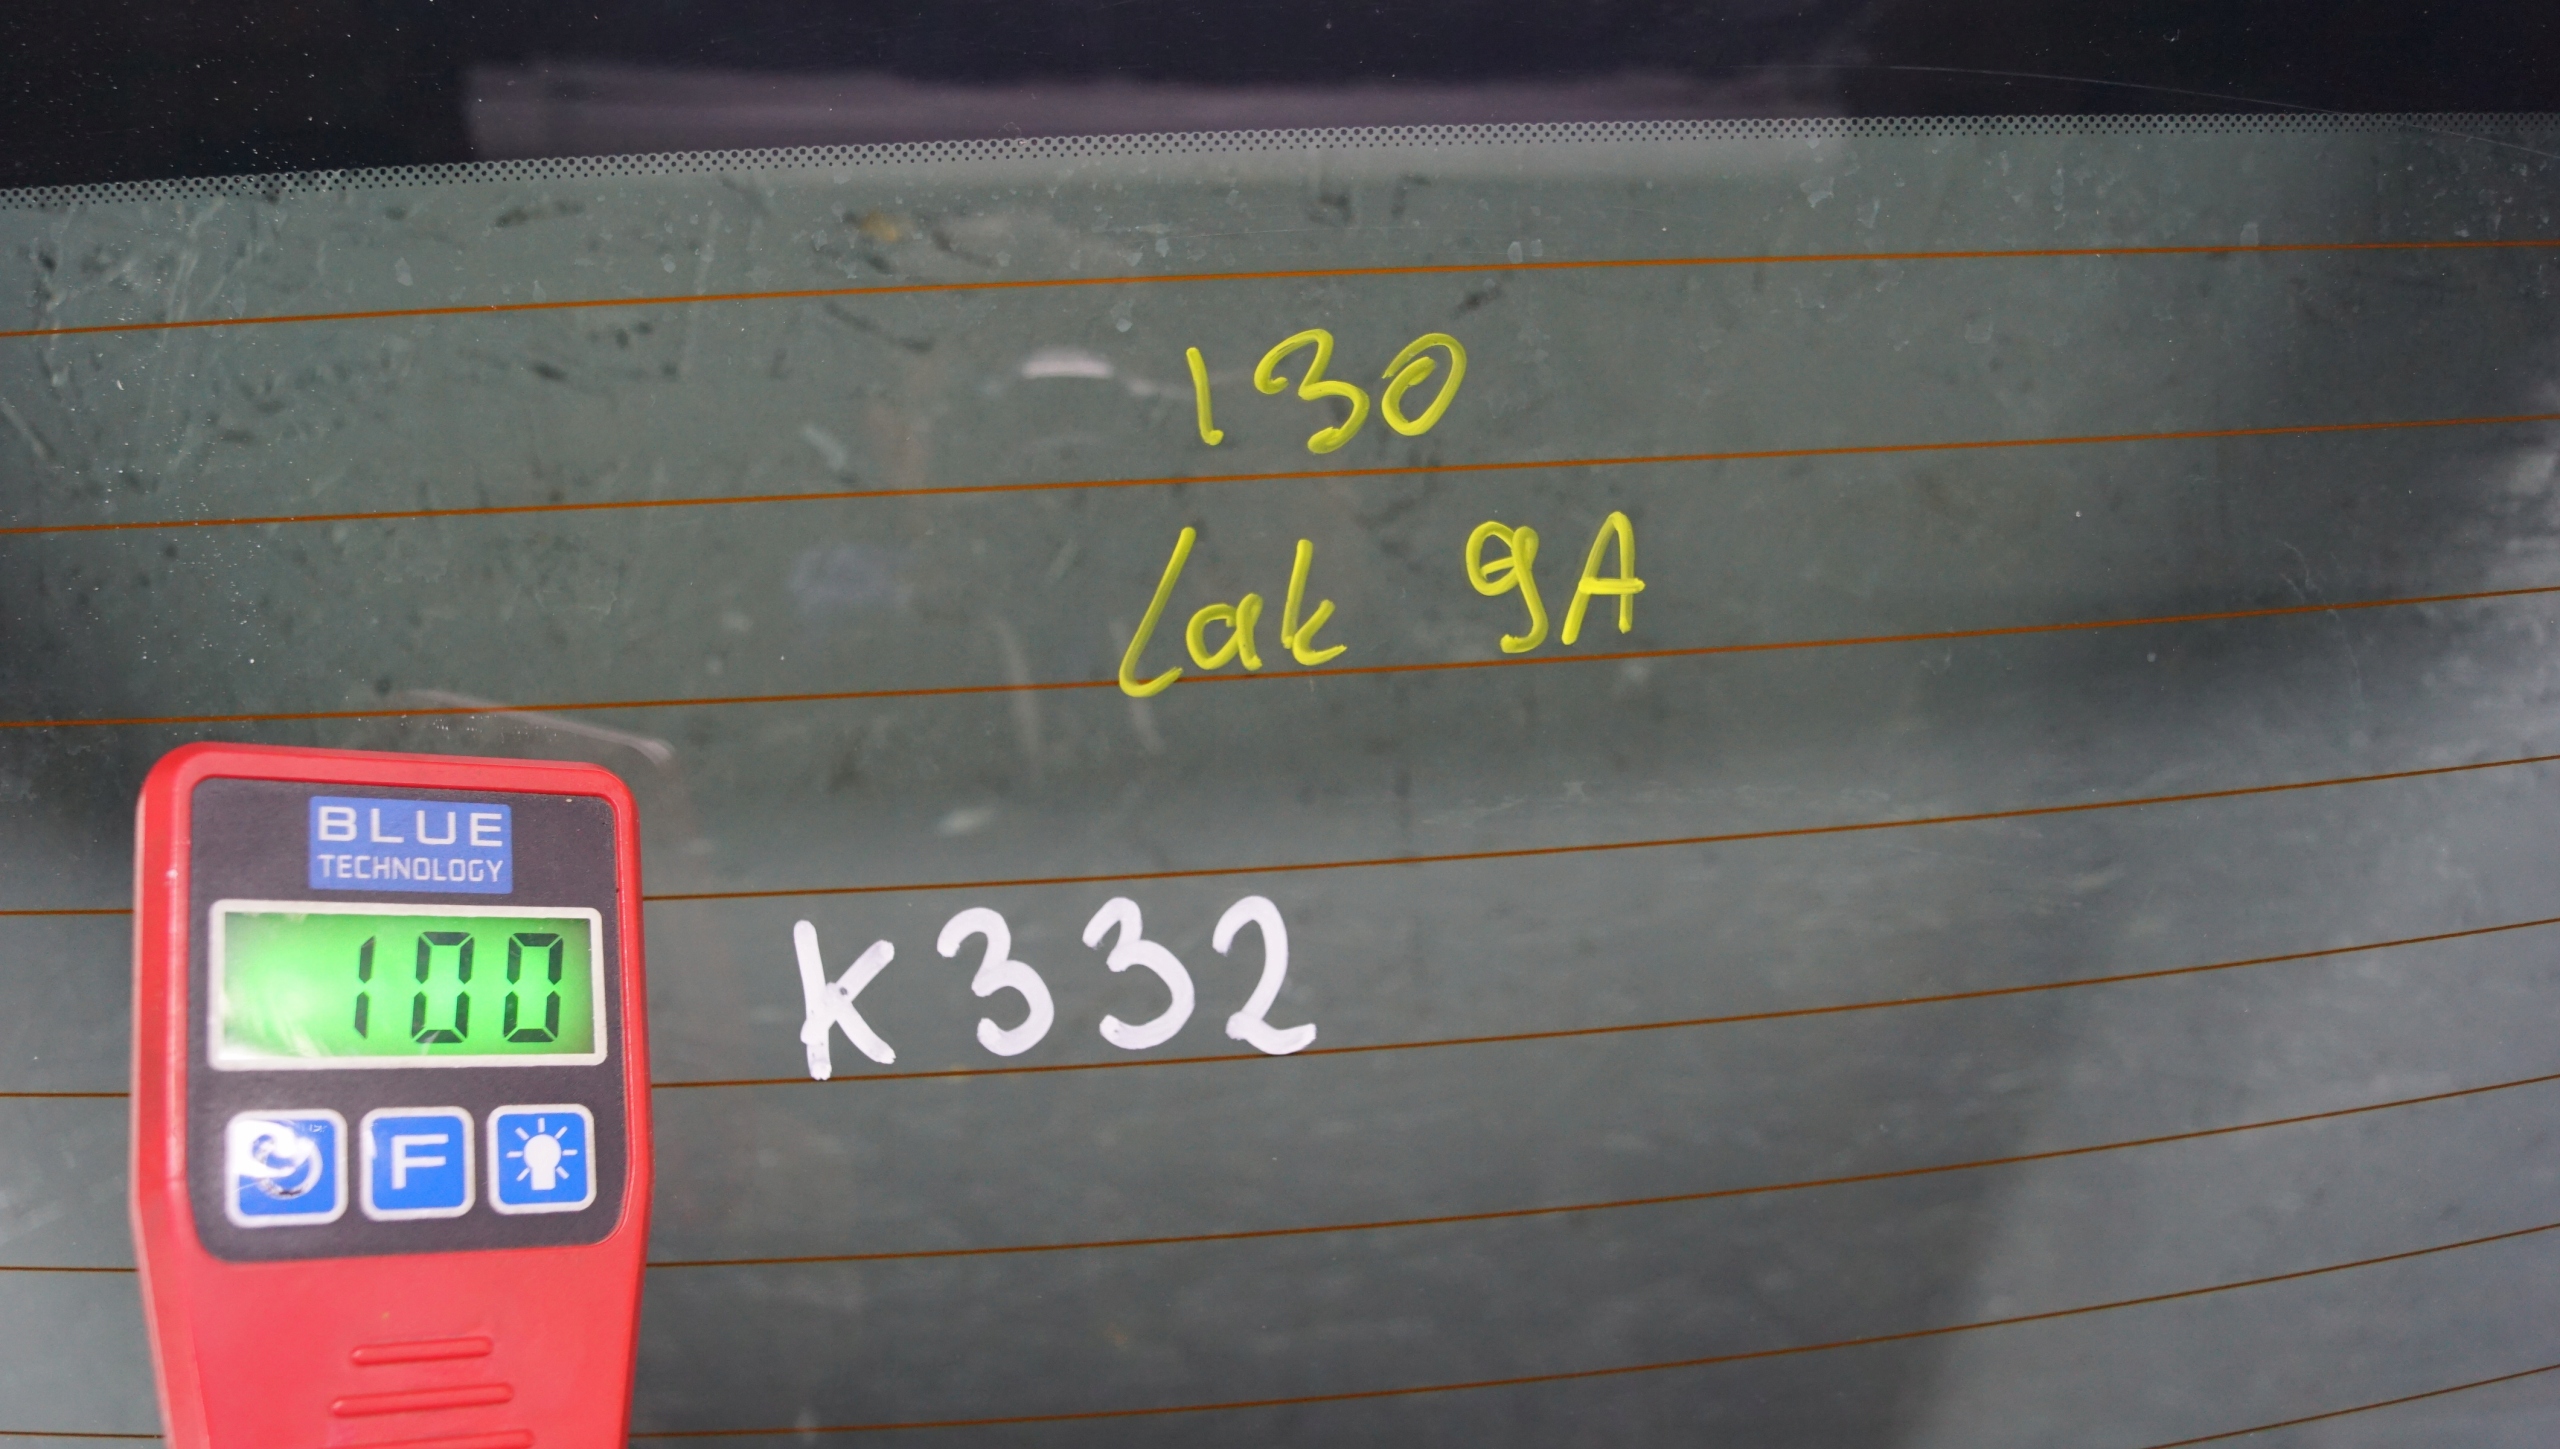 130
Lak 9A
BLUE
TECHNOLOGY
100
F
K332